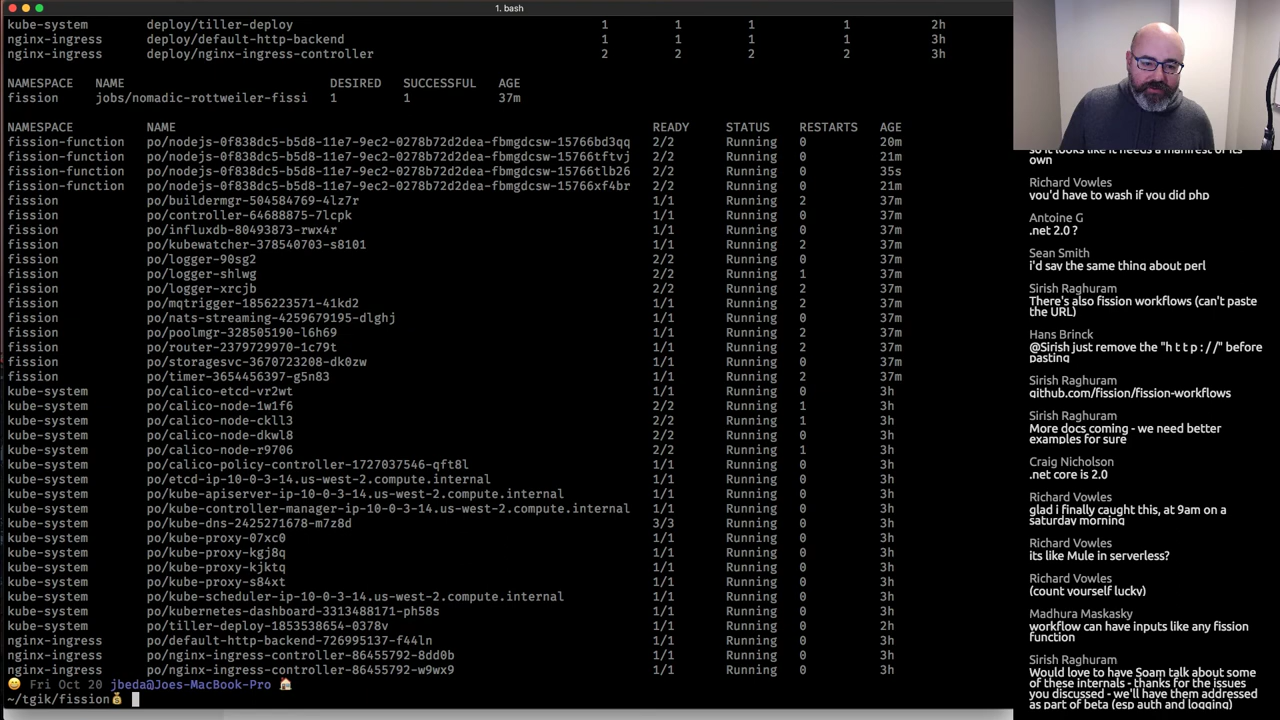 1. bash
kube-system deploy/tiller-deploy 1 1 1 1 2h
nginx-ingress deploy/default-http-backend 1 1 1 1 3h
nginx-ingress deploy/nginx-ingress-controller 2 2 2 2 3h
NAMESPACE NAME DESIRED SUCCESSFUL AGE
fission jobs/nomadic-rottweiler-fissi 1 1 37m
NAMESPACE NAME READY STATUS RESTARTS AGE
fission-function po/nodejs-0f838dc5-b5d8-11e7-9ec2-0278b72d2dea-fbmgdcsw-15766bd3qq 2/2 Running 0 20m
fission-function po/nodejs-0f838dc5-b5d8-11e7-9ec2-0278b72d2dea-fbmgdcsw-15766tftvj 2/2 Running 0 21m
fission-function po/nodejs-0f838dc5-b5d8-11e7-9ec2-0278b72d2dea-fbmgdcsw-15766tlb26 2/2 Running 0 35s
fission-function po/nodejs-0f838dc5-b5d8-11e7-9ec2-0278b72d2dea-fbmgdcsw-15766xf4br 2/2 Running 0 21m
fission po/buildermgr-504584769-4lz7r 1/1 Running 2 37m
fission po/controller-64688875-7lcpk 1/1 Running 0 37m
fission po/influxdb-80493873-rwx4r 1/1 Running 0 37m
fission po/kubewatcher-378540703-s8101 1/1 Running 2 37m
fission po/logger-90sg2 2/2 Running 0 37m
fission po/logger-shlwg 2/2 Running 1 37m
fission po/logger-xrcjb 2/2 Running 2 37m
fission po/mqtrigger-1856223571-41kd2 1/1 Running 2 37m
fission po/nats-streaming-4259679195-dlghj 1/1 Running 0 37m
fission po/poolmgr-328505190-l6h69 1/1 Running 2 37m
fission po/router-2379729970-1c79t 1/1 Running 2 37m
fission po/storagesvc-3670723208-dk0zw 1/1 Running 0 37m
fission po/timer-3654456397-g5n83 1/1 Running 2 37m
kube-system po/calico-etcd-vr2wt 1/1 Running 0 3h
kube-system po/calico-node-1w1f6 2/2 Running 1 3h
kube-system po/calico-node-ckll3 2/2 Running 1 3h
kube-system po/calico-node-dkwl8 2/2 Running 0 3h
kube-system po/calico-node-r9706 2/2 Running 1 3h
kube-system po/calico-policy-controller-1727037546-qft8l 1/1 Running 0 3h
kube-system po/etcd-ip-10-0-3-14.us-west-2.compute.internal 1/1 Running 0 3h
kube-system po/kube-apiserver-ip-10-0-3-14.us-west-2.compute.internal 1/1 Running 0 3h
kube-system po/kube-controller-manager-ip-10-0-3-14.us-west-2.compute.internal 1/1 Running 0 3h
kube-system po/kube-dns-2425271678-m7z8d 3/3 Running 0 3h
kube-system po/kube-proxy-07xc0 1/1 Running 0 3h
kube-system po/kube-proxy-kgj8q 1/1 Running 0 3h
kube-system po/kube-proxy-kjktq 1/1 Running 0 3h
kube-system po/kube-proxy-s84xt 1/1 Running 0 3h
kube-system po/kube-scheduler-ip-10-0-3-14.us-west-2.compute.internal 1/1 Running 0 3h
kube-system po/kubernetes-dashboard-3313488171-ph58s 1/1 Running 0 3h
kube-system po/tiller-deploy-1853538654-0378v 1/1 Running 0 2h
nginx-ingress po/default-http-backend-726995137-f44ln 1/1 Running 0 3h
nginx-ingress po/nginx-ingress-controller-86455792-8dd0b 1/1 Running 0 3h
nginx-ingress po/nginx-ingress-controller-86455792-w9wx9 1/1 Running 0 3h
😀 Fri Oct 20 jbeda@Joes-MacBook-Pro 🏠
~/tgik/fission💰
so it looks like it needs a manifest of its
own
Richard Vowles
you'd have to wash if you did php
Antoine G
.net 2.0 ?
Sean Smith
i'd say the same thing about perl
Sirish Raghuram
There's also fission workflows (can't paste
the URL)
Hans Brinck
@Sirish just remove the "h t t p : //" before
pasting
Sirish Raghuram
github.com/fission/fission-workflows
Sirish Raghuram
More docs coming - we need better
examples for sure
Craig Nicholson
.net core is 2.0
Richard Vowles
glad i finally caught this, at 9am on a
saturday morning
Richard Vowles
its like Mule in serverless?
Richard Vowles
(count yourself lucky)
Madhura Maskasky
workflow can have inputs like any fission
function
Sirish Raghuram
Would love to have Soam talk about some
of these internals - thanks for the issues
you discussed - we'll have them addressed
as part of beta (esp auth and logging)